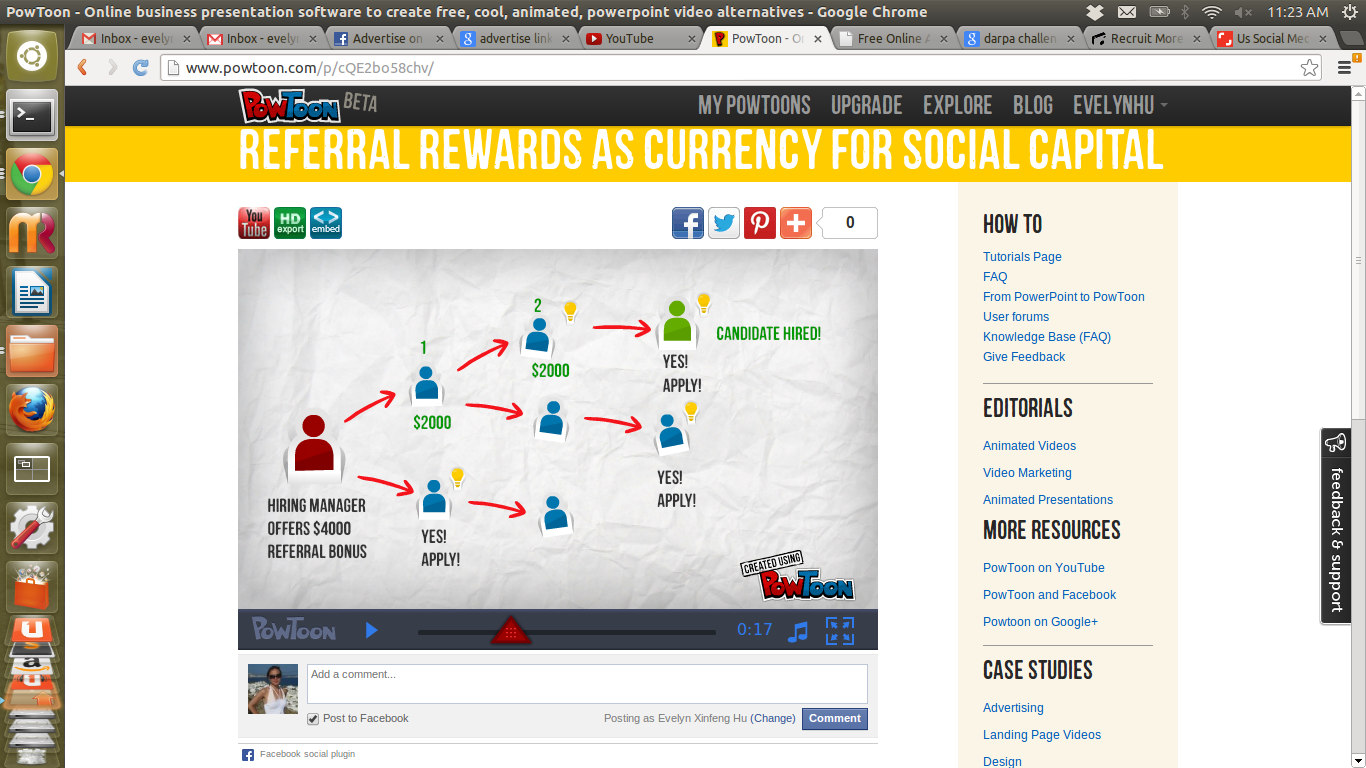 PowToon - Online business presentation software to create free, cool, animated, powerpoint video alternatives - Google Chrome
11:23 AM
Inbox - evelyn
Inbox - evelyn
Advertise on
advertise link
YouTube
PowToon - On
Free Online A
darpa challen
Recruit More
Us Social Med
www.powtoon.com/p/cQE2bo58chv/
POWTOON BETA
MY POWTOONS
UPGRADE
EXPLORE
BLOG
EVELYNHU
REFERRAL REWARDS AS CURRENCY FOR SOCIAL CAPITAL
You Tube
HD export
<> embed
0
2
CANDIDATE HIRED!
1
$2000
YES!
APPLY!
$2000
YES!
APPLY!
HIRING MANAGER
OFFERS $4000
REFERRAL BONUS
YES!
APPLY!
CREATED USING
POWTOON
POWTOON
0:17
Add a comment...
Post to Facebook
Posting as Evelyn Xinfeng Hu (Change)
Comment
Facebook social plugin
HOW TO
Tutorials Page
FAQ
From PowerPoint to PowToon
User forums
Knowledge Base (FAQ)
Give Feedback
EDITORIALS
Animated Videos
Video Marketing
Animated Presentations
MORE RESOURCES
PowToon on YouTube
PowToon and Facebook
Powtoon on Google+
CASE STUDIES
Advertising
Landing Page Videos
Design
feedback & support